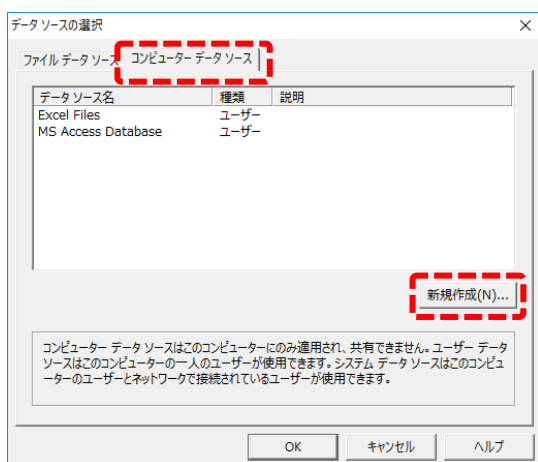 データ ソースの選択
ファイル データ ソース コンピューター データ ソース
データ ソース名 種類 説明
Excel Files ユーザー
MS Access Database ユーザー
新規作成(N)...
コンピューター データ ソースはこのコンピューターにのみ適用され、共有できません。ユーザー データ
ソースはこのコンピューターの一人のユーザーが使用できます。システム データ ソースはこのコンピュ
ーターのユーザーとネットワークで接続されているユーザーが使用できます。
OK キャンセル ヘルプ